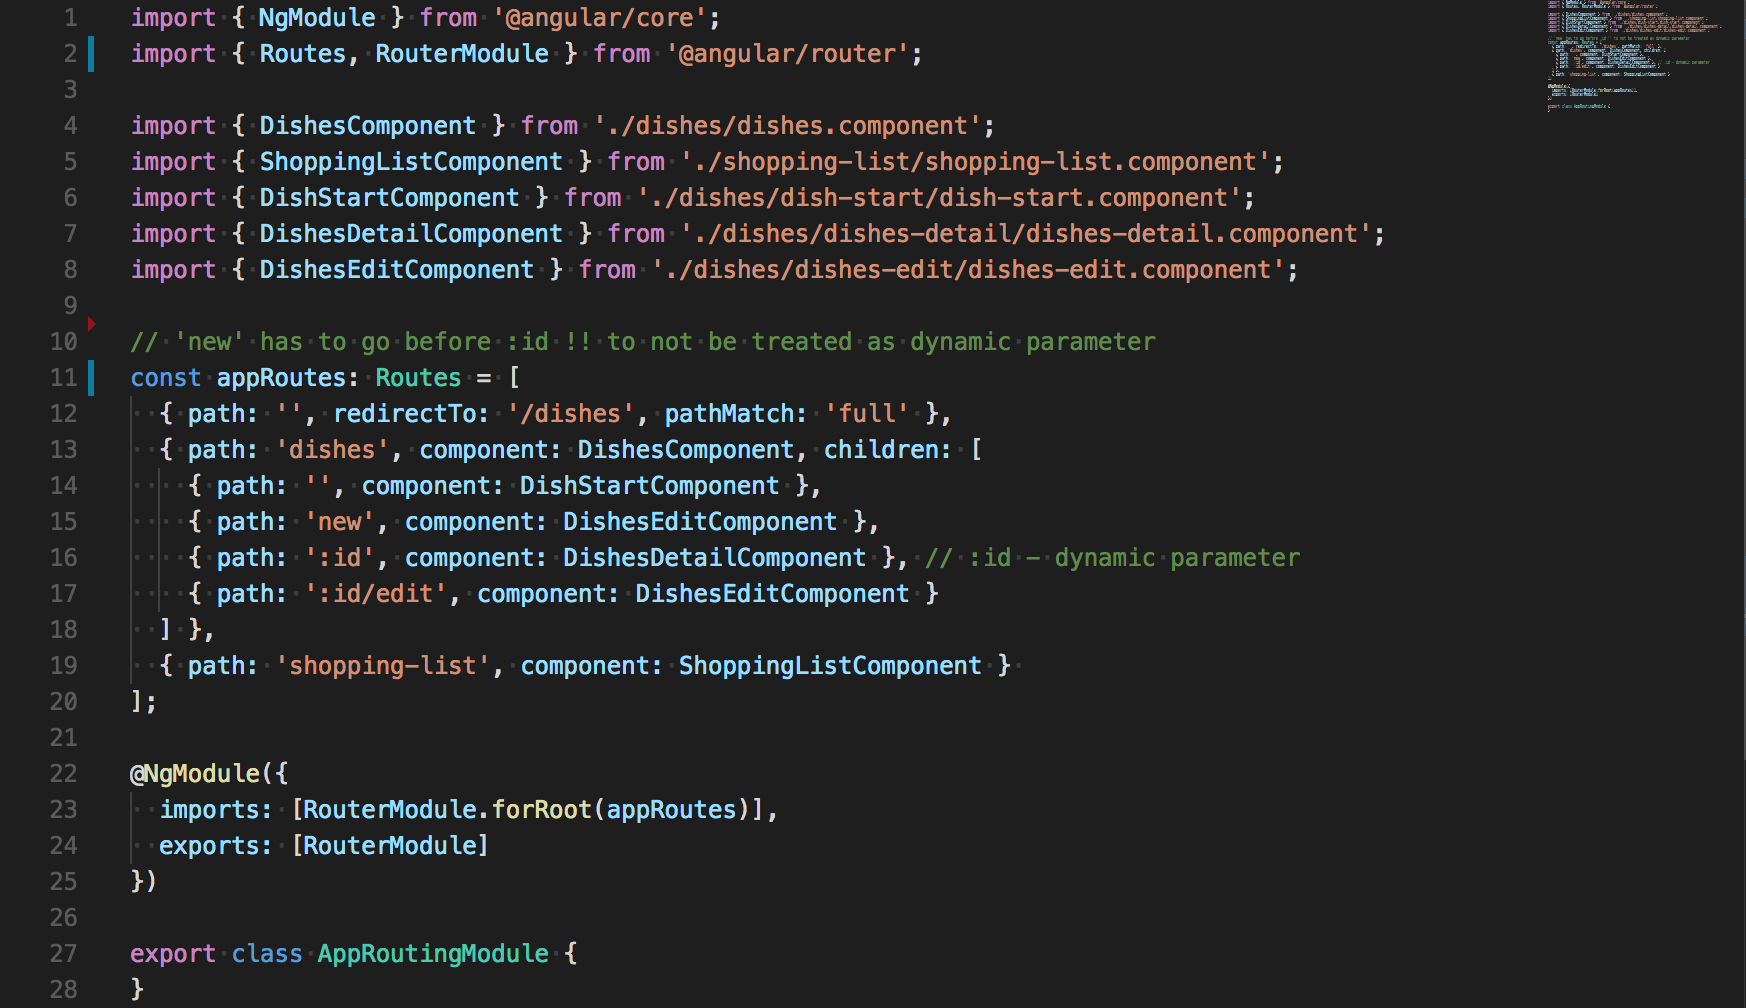 1 import { NgModule } from '@angular/core';
2 import { Routes, RouterModule } from '@angular/router';
3
4 import { DishesComponent } from './dishes/dishes.component';
5 import { ShoppingListComponent } from './shopping-list/shopping-list.component';
6 import { DishStartComponent } from './dishes/dish-start/dish-start.component';
7 import { DishesDetailComponent } from './dishes/dishes-detail/dishes-detail.component';
8 import { DishesEditComponent } from './dishes/dishes-edit/dishes-edit.component';
9
10 // 'new' has to go before :id !! to not be treated as dynamic parameter
11 const appRoutes: Routes = [
12   { path: '', redirectTo: '/dishes', pathMatch: 'full' },
13   { path: 'dishes', component: DishesComponent, children: [
14     { path: '', component: DishStartComponent },
15     { path: 'new', component: DishesEditComponent },
16     { path: ':id', component: DishesDetailComponent }, // :id - dynamic parameter
17     { path: ':id/edit', component: DishesEditComponent }
18   ] },
19   { path: 'shopping-list', component: ShoppingListComponent }
20 ];
21
22 @NgModule({
23   imports: [RouterModule.forRoot(appRoutes)],
24   exports: [RouterModule]
25 })
26
27 export class AppRoutingModule {
28 }